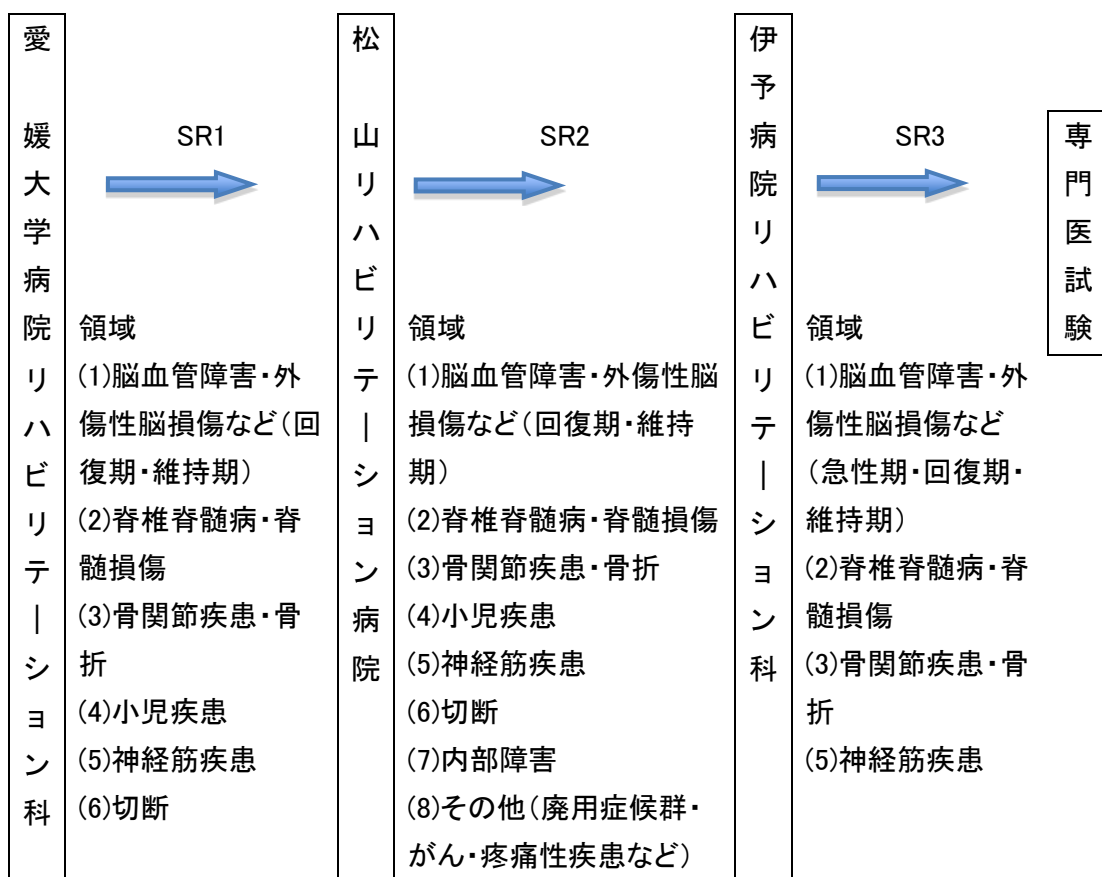 愛媛大学病院リハビリテーション科
SR1
領域
(1)脳血管障害・外
傷性脳損傷など(回
復期・維持期)
(2)脊椎脊髄病・脊
髄損傷
(3)骨関節疾患・骨
折
(4)小児疾患
(5)神経筋疾患
(6)切断
松山リハビリテーション病院
SR2
領域
(1)脳血管障害・外傷性脳
損傷など(回復期・維持
期)
(2)脊椎脊髄病・脊髄損傷
(3)骨関節疾患・骨折
(4)小児疾患
(5)神経筋疾患
(6)切断
(7)内部障害
(8)その他(廃用症候群・
がん・疼痛性疾患など)
伊予病院リハビリテーション科
SR3
領域
(1)脳血管障害・外
傷性脳損傷など
(急性期・回復期・
維持期)
(2)脊椎脊髄病・脊
髄損傷
(3)骨関節疾患・骨
折
(5)神経筋疾患
専門医試験